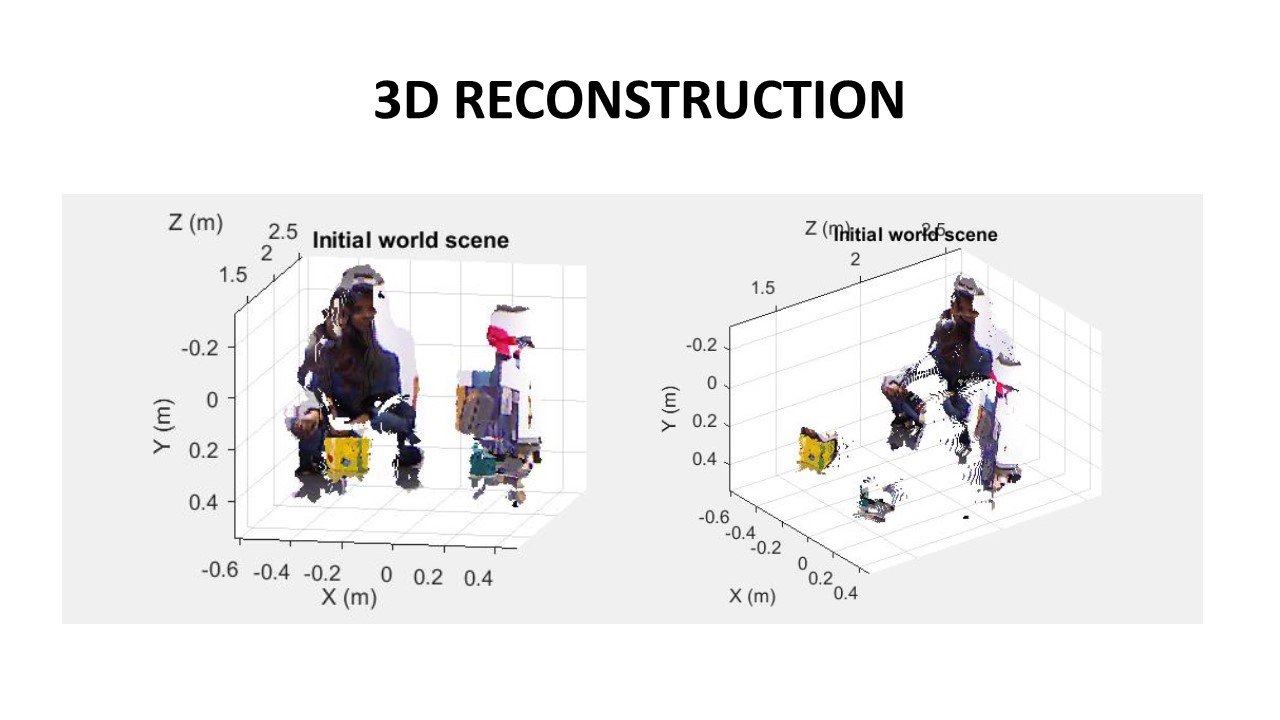 3D RECONSTRUCTION
Z (m)
2.5
2
1.5
Initial world scene
-0.2
0
0.2
0.4
Y (m)
-0.6 -0.4 -0.2 0 0.2 0.4
X (m)
Z (m)
2.5
2
1.5
Initial world scene
-0.2
0
0.2
0.4
Y (m)
-0.6
-0.4
-0.2
0
0.2
0.4
X (m)